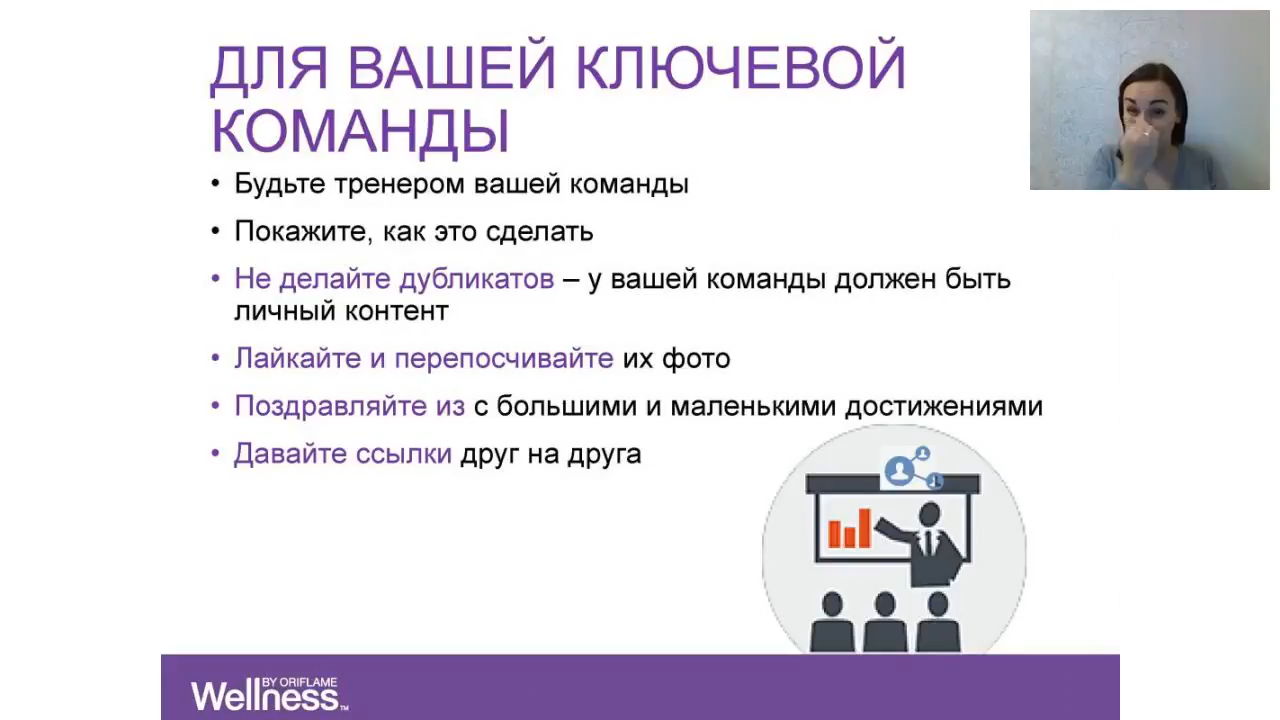 ДЛЯ ВАШЕЙ КЛЮЧЕВОЙ
КОМАНДЫ
• Будьте тренером вашей команды
• Покажите, как это сделать
• Не делайте дубликатов – у вашей команды должен быть
личный контент
• Лайкайте и перепосчивайте их фото
• Поздравляйте из с большими и маленькими достижениями
• Давайте ссылки друг на друга
BY ORIFLAME
Wellness™